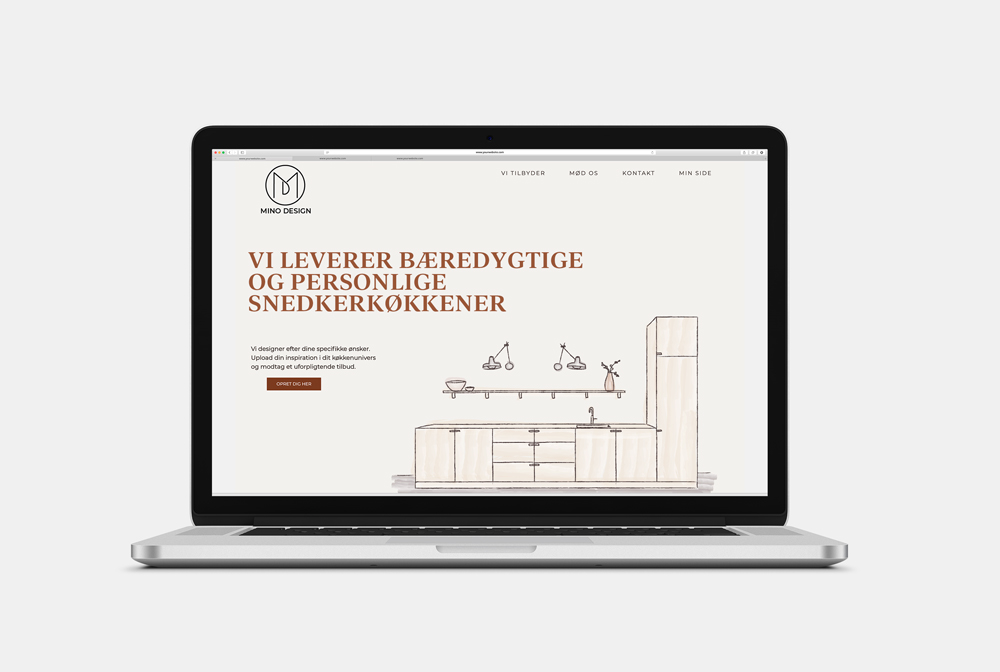 MINO DESIGN
VI TILBYDER
MØD OS
KONTAKT
MIN SIDE
VI LEVERER BÆREDYGTIGE
OG PERSONLIGE
SNEDKERKØKKENER
Vi designer efter dine specifikke ønsker.
Upload din inspiration i dit køkkenunivers
og modtag et uforpligtende tilbud.
OPRET DIG HER